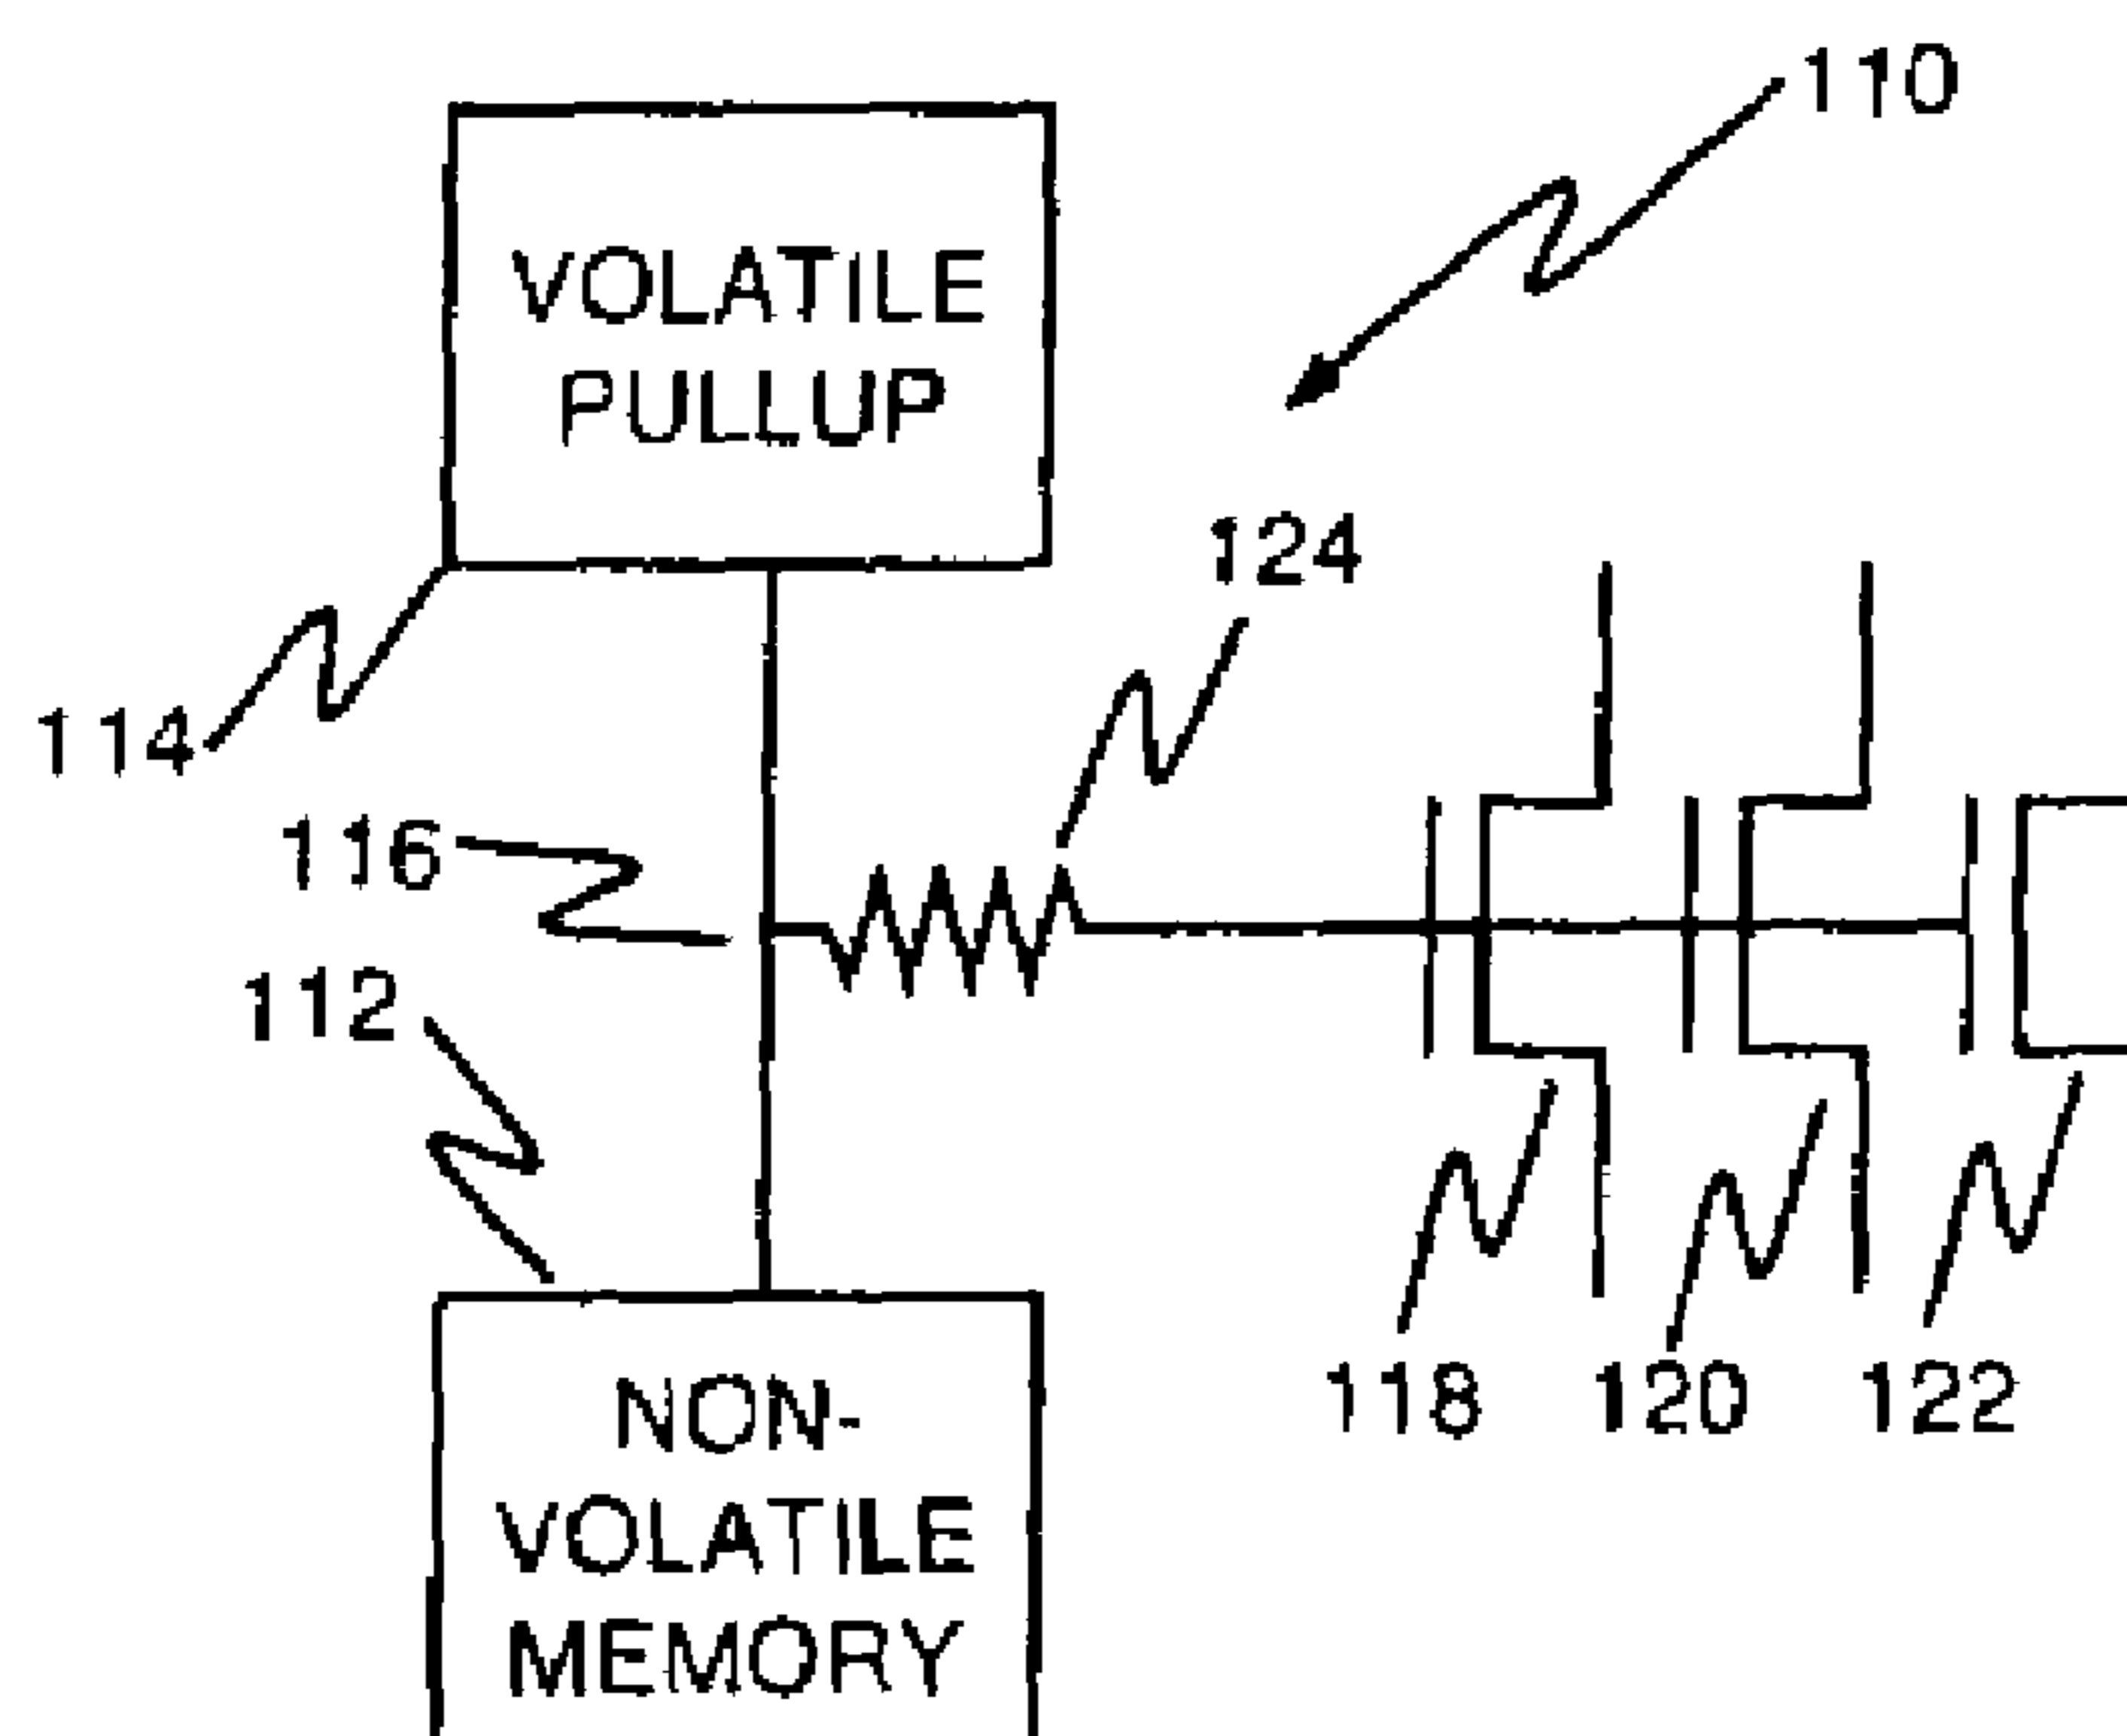 110
VOLATILE
PULLUP
124
114
116
112
118 120 122
NON-
VOLATILE
MEMORY